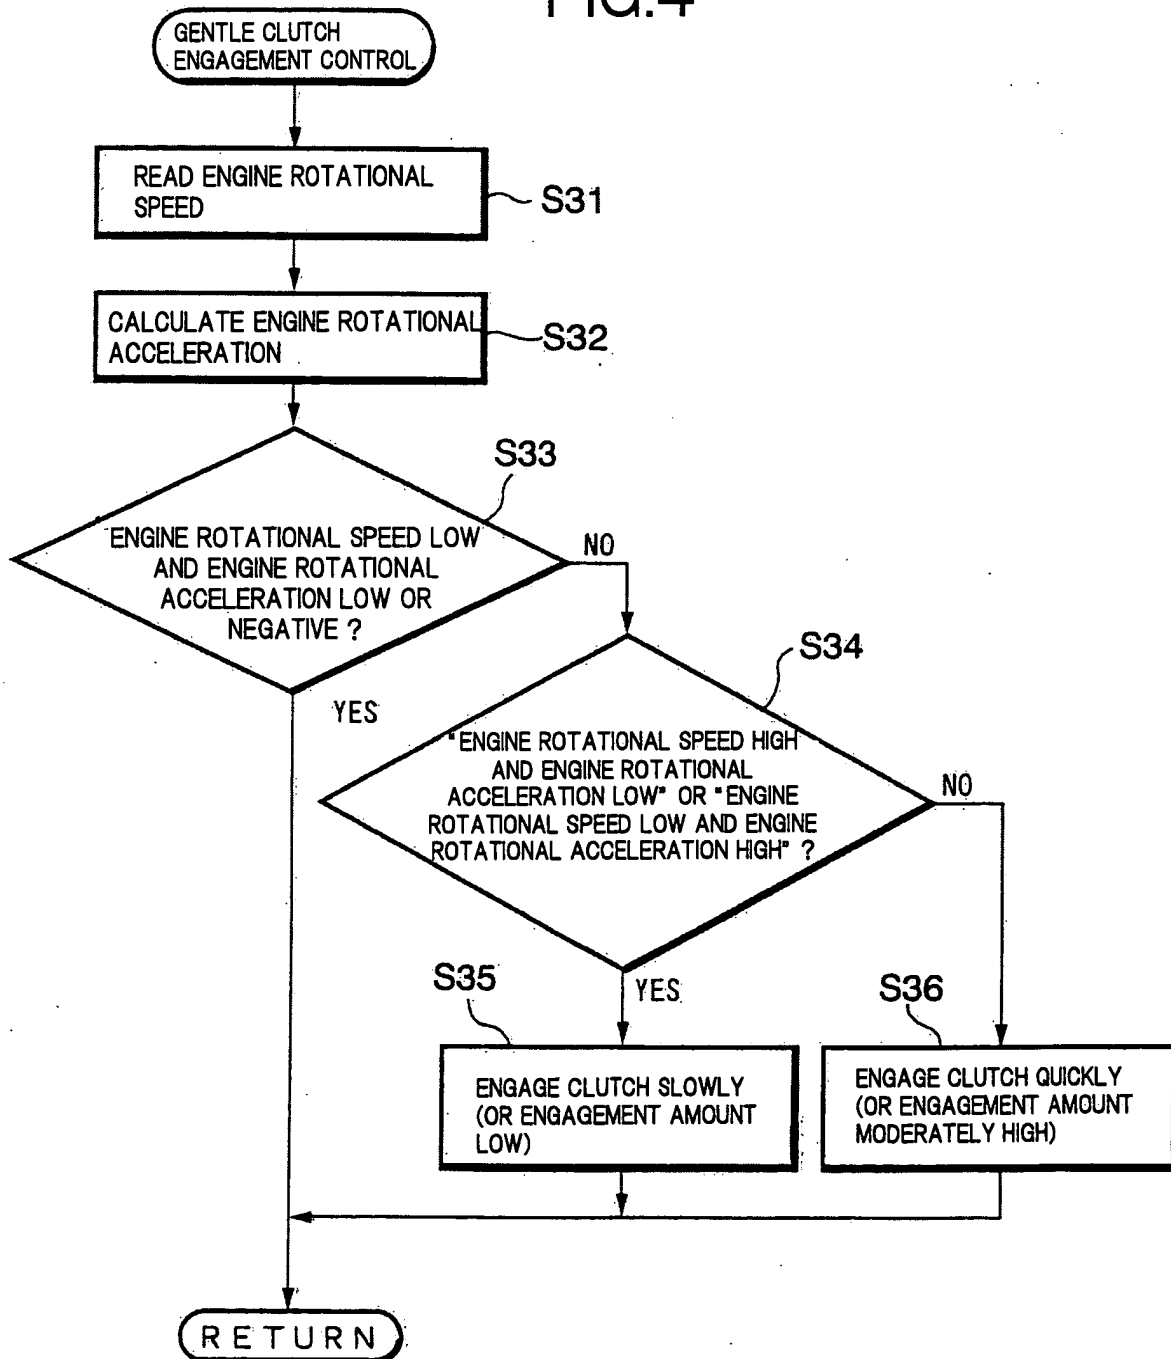 FIG.4
GENTLE CLUTCH
ENGAGEMENT CONTROL
READ ENGINE ROTATIONAL
SPEED
S31
CALCULATE ENGINE ROTATIONAL
ACCELERATION
S32
S33
ENGINE ROTATIONAL SPEED LOW
AND ENGINE ROTATIONAL
ACCELERATION LOW OR
NEGATIVE ?
NO
YES
S34
"ENGINE ROTATIONAL SPEED HIGH
AND ENGINE ROTATIONAL
ACCELERATION LOW" OR "ENGINE
ROTATIONAL SPEED LOW AND ENGINE
ROTATIONAL ACCELERATION HIGH" ?
NO
YES
S35
ENGAGE CLUTCH SLOWLY
(OR ENGAGEMENT AMOUNT
LOW)
S36
ENGAGE CLUTCH QUICKLY
(OR ENGAGEMENT AMOUNT
MODERATELY HIGH)
RETURN